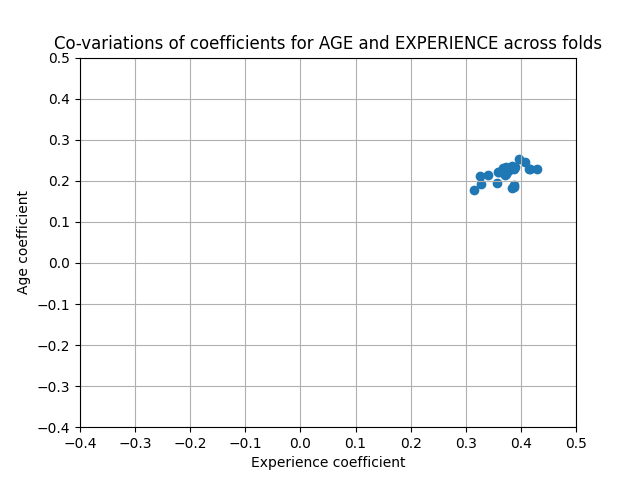 Co-variations of coefficients for AGE and EXPERIENCE across folds
0.5
0.4
0.3
0.2
0.1
0.0
−0.1
−0.2
−0.3
−0.4
Age coefficient
−0.4 −0.3 −0.2 −0.1 0.0 0.1 0.2 0.3 0.4 0.5
Experience coefficient